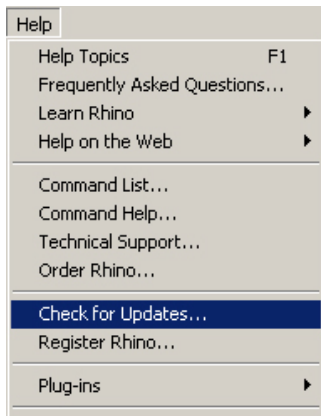 Help
Help Topics F1
Frequently Asked Questions...
Learn Rhino
Help on the Web
Command List...
Command Help...
Technical Support...
Order Rhino...
Check for Updates...
Register Rhino...
Plug-ins